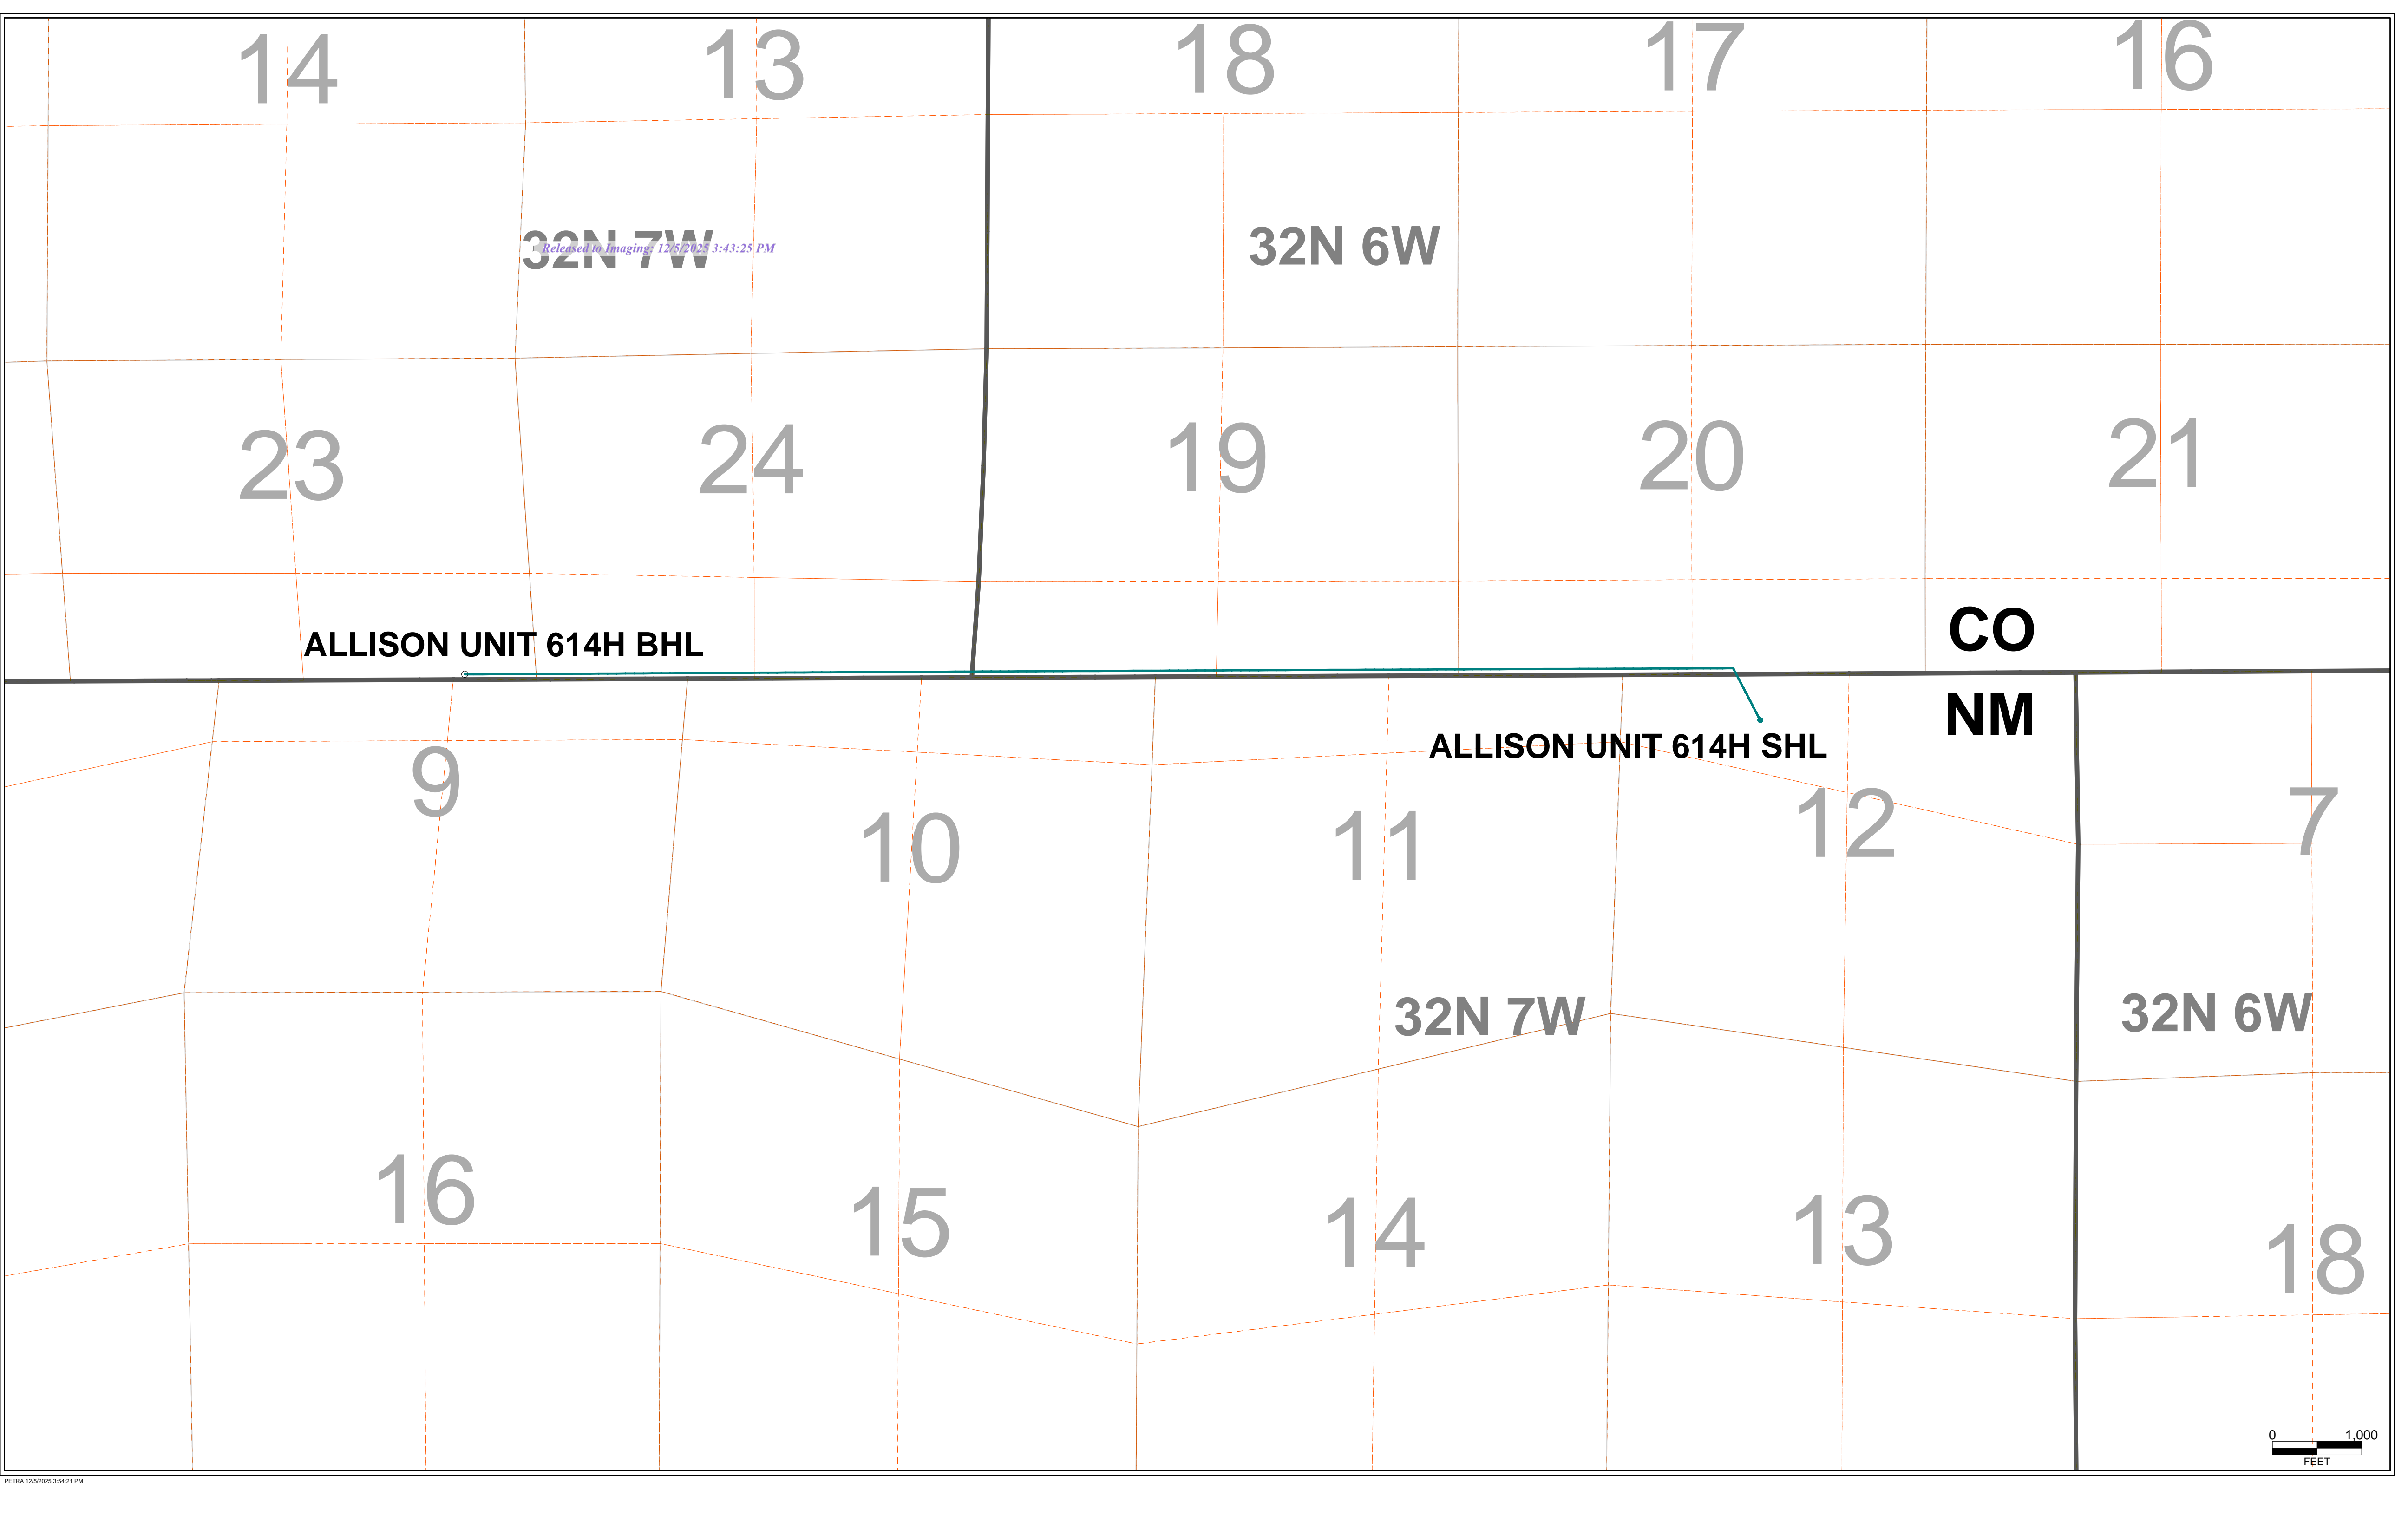 14 13 18 17 16
32N 7W 32N 6W
Released to Imaging: 12/5/2025 3:43:25 PM
23 24 19 20 21
CO
ALLISON UNIT 614H BHL
NM
ALLISON UNIT 614H SHL
9 10 11 12 7
32N 7W 32N 6W
16 15 14 13 18
0 1,000
FEET
PETRA 12/5/2025 3:54:21 PM